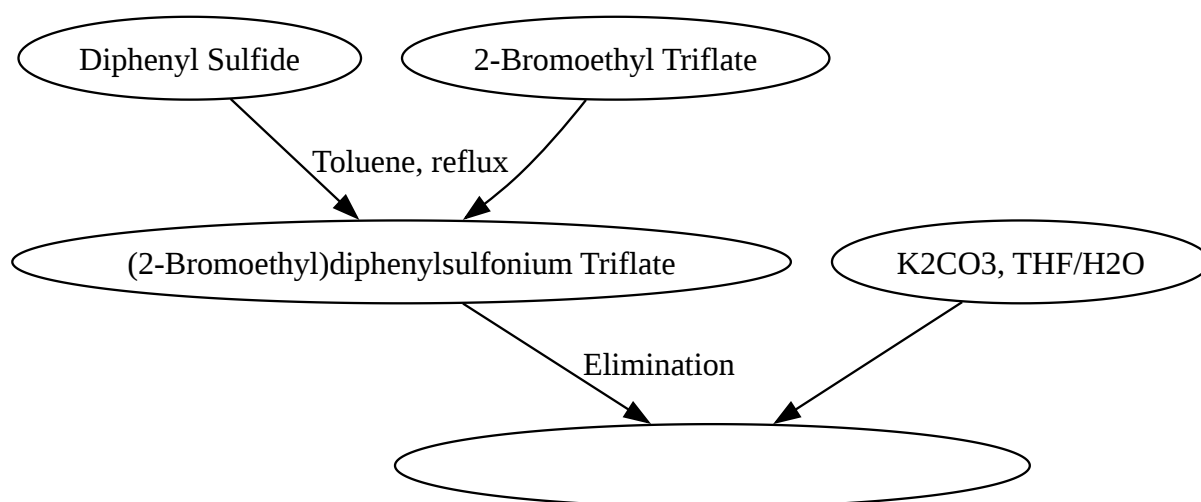 Diphenyl Sulfide
2-Bromoethyl Triflate
Toluene, reflux
(2-Bromoethyl)diphenylsulfonium Triflate
K2CO3, THF/H2O
Elimination